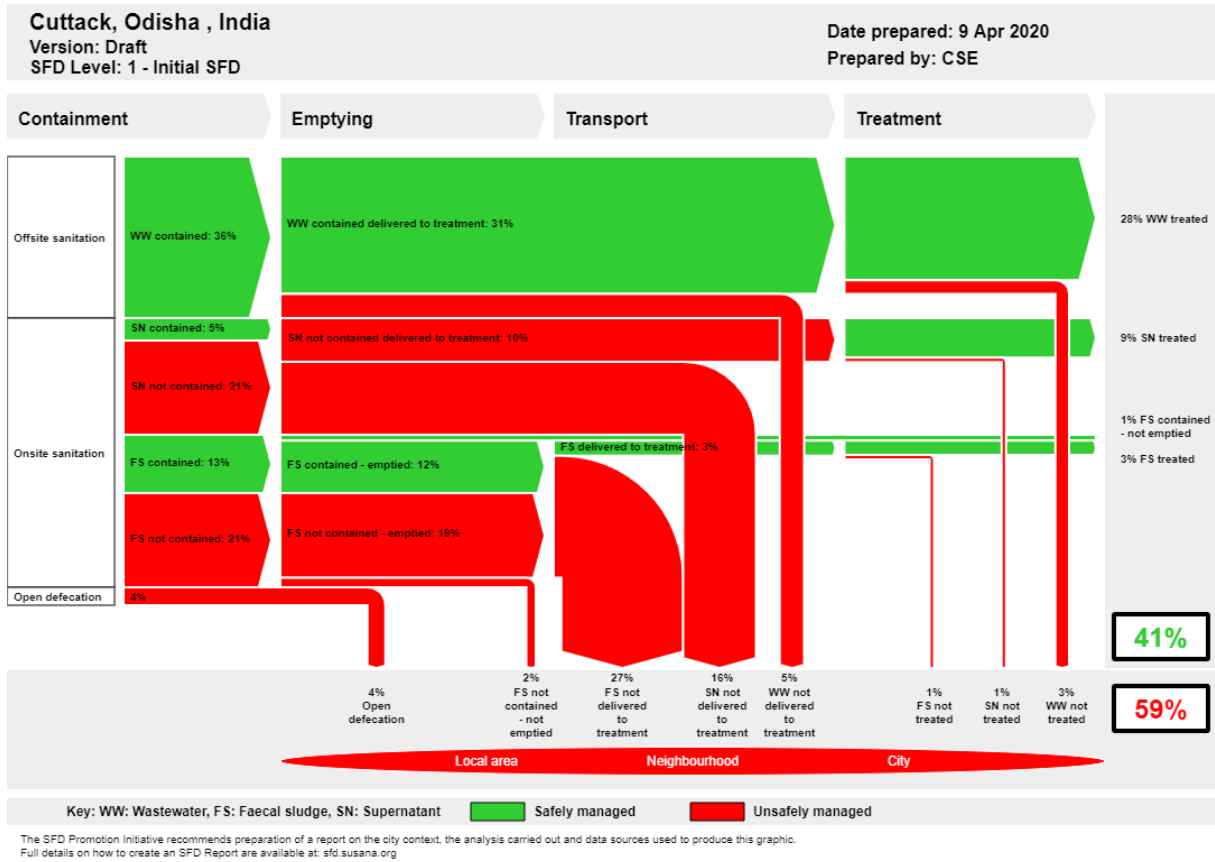 Cuttack, Odisha , India
Version: Draft
SFD Level: 1 - Initial SFD
Date prepared: 9 Apr 2020
Prepared by: CSE
Containment
Emptying
Transport
Treatment
Offsite sanitation
WW contained: 36%
WW contained delivered to treatment: 31%
28% WW treated
SN contained: 5%
SN not contained delivered to treatment: 10%
9% SN treated
SN not contained: 21%
1% FS contained
- not emptied
Onsite sanitation
FS contained: 13%
FS contained - emptied: 12%
FS delivered to treatment: 3%
3% FS treated
FS not contained: 21%
FS not contained - emptied: 19%
Open defecation
4%
41%
4%
Open
defecation
2%
FS not
contained
- not
emptied
27%
FS not
delivered
to
treatment
16%
SN not
delivered
to
treatment
5%
WW not
delivered
to
treatment
1%
FS not
treated
1%
SN not
treated
3%
WW not
treated
59%
Local area
Neighbourhood
City
Key: WW: Wastewater, FS: Faecal sludge, SN: Supernatant
Safely managed
Unsafely managed
The SFD Promotion Initiative recommends preparation of a report on the city context, the analysis carried out and data sources used to produce this graphic.
Full details on how to create an SFD Report are available at: sfd.susana.org